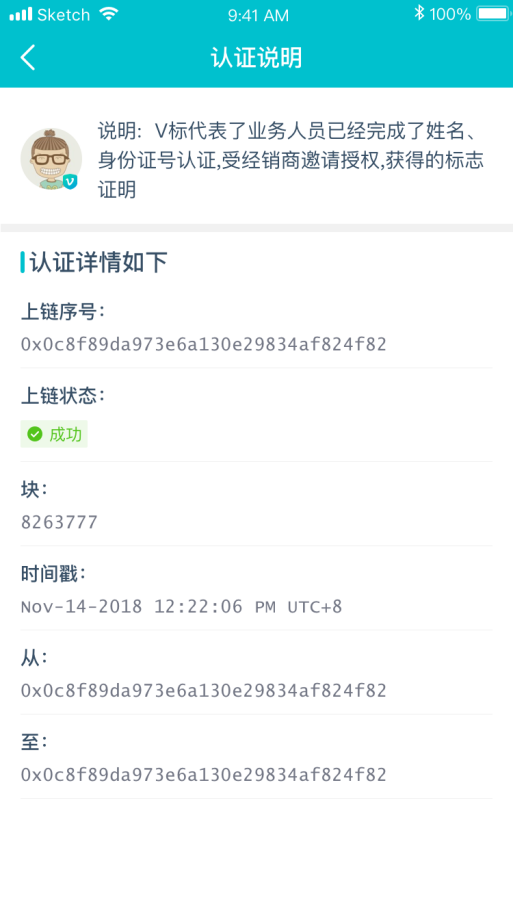 Sketch 9:41 AM 100%
认证说明
说明：V标代表了业务人员已经完成了姓名、
身份证号认证,受经销商邀请授权,获得的标志
证明
认证详情如下
上链序号：
0x0c8f89da973e6a130e29834af824f82
上链状态：
成功
块：
8263777
时间戳：
Nov-14-2018 12:22:06 PM UTC+8
从：
0x0c8f89da973e6a130e29834af824f82
至：
0x0c8f89da973e6a130e29834af824f82